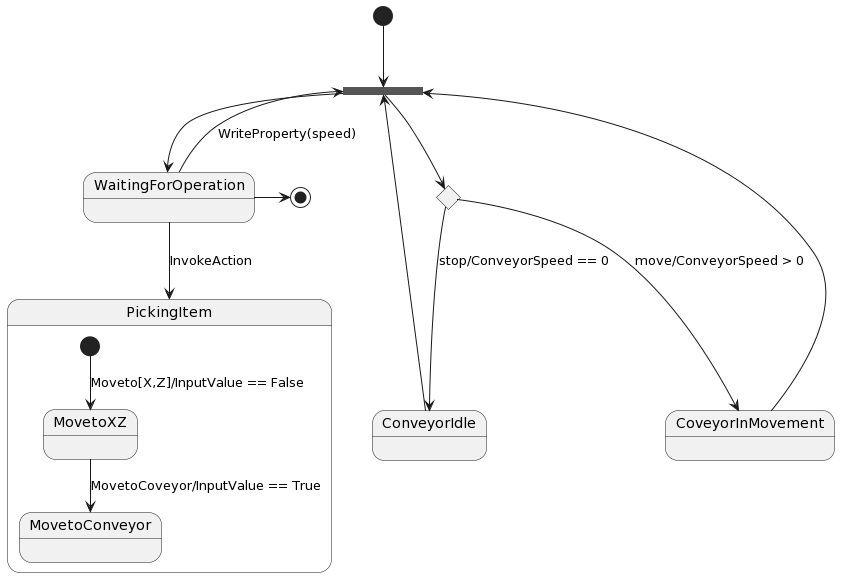 WriteProperty(speed)
WaitingForOperation
InvokeAction
stop/ConveyorSpeed == 0
move/ConveyorSpeed > 0
PickingItem
Moveto[X,Z]/InputValue == False
MovetoXZ
ConveyorIdle
CoveyorInMovement
MovetoCoveyor/InputValue == True
MovetoConveyor